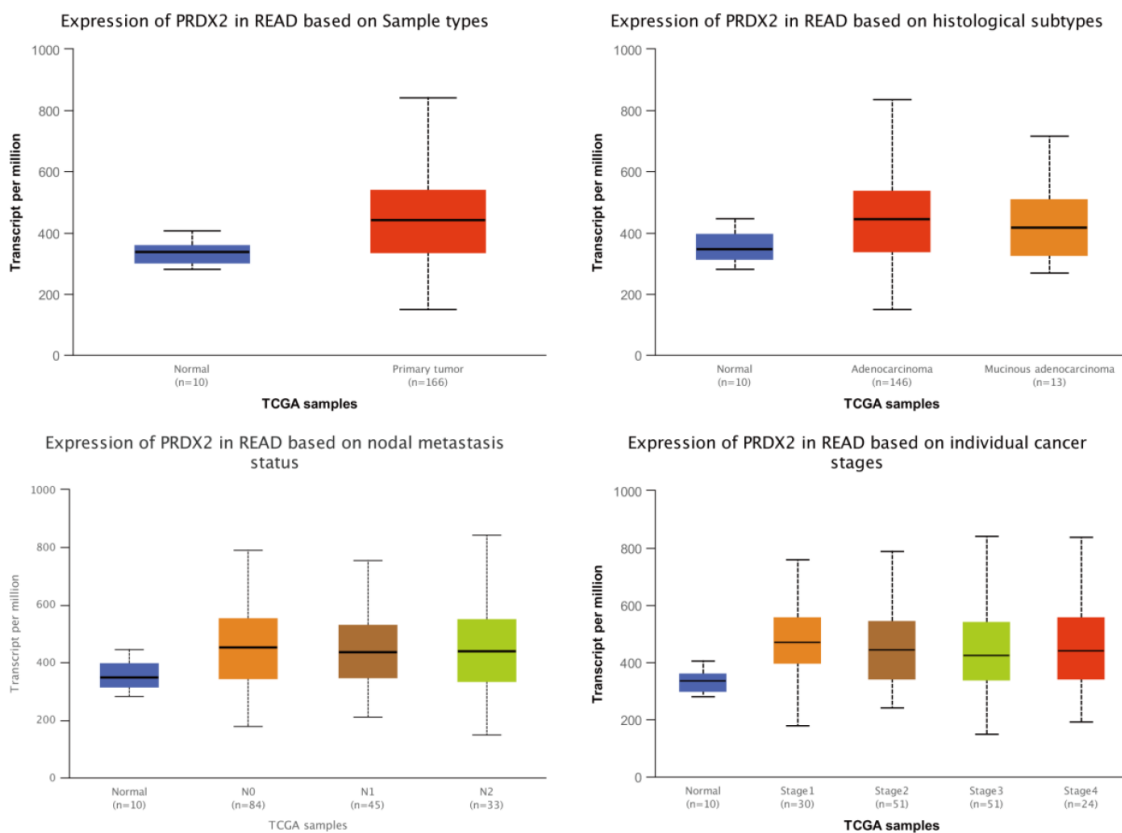 Expression of PRDX2 in READ based on Sample types
1000
800
600
400
200
0
Transcript per million
Normal
(n=10)
Primary tumor
(n=166)
TCGA samples
Expression of PRDX2 in READ based on histological subtypes
1000
800
600
400
200
0
Transcript per million
Normal
(n=10)
Adenocarcinoma
(n=146)
Mucinous adenocarcinoma
(n=13)
TCGA samples
Expression of PRDX2 in READ based on nodal metastasis
status
1000
800
600
400
200
0
Transcript per million
Normal
(n=10)
N0
(n=84)
N1
(n=45)
N2
(n=33)
TCGA samples
Expression of PRDX2 in READ based on individual cancer
stages
1000
800
600
400
200
0
Transcript per million
Normal
(n=10)
Stage1
(n=30)
Stage2
(n=51)
Stage3
(n=51)
Stage4
(n=24)
TCGA samples